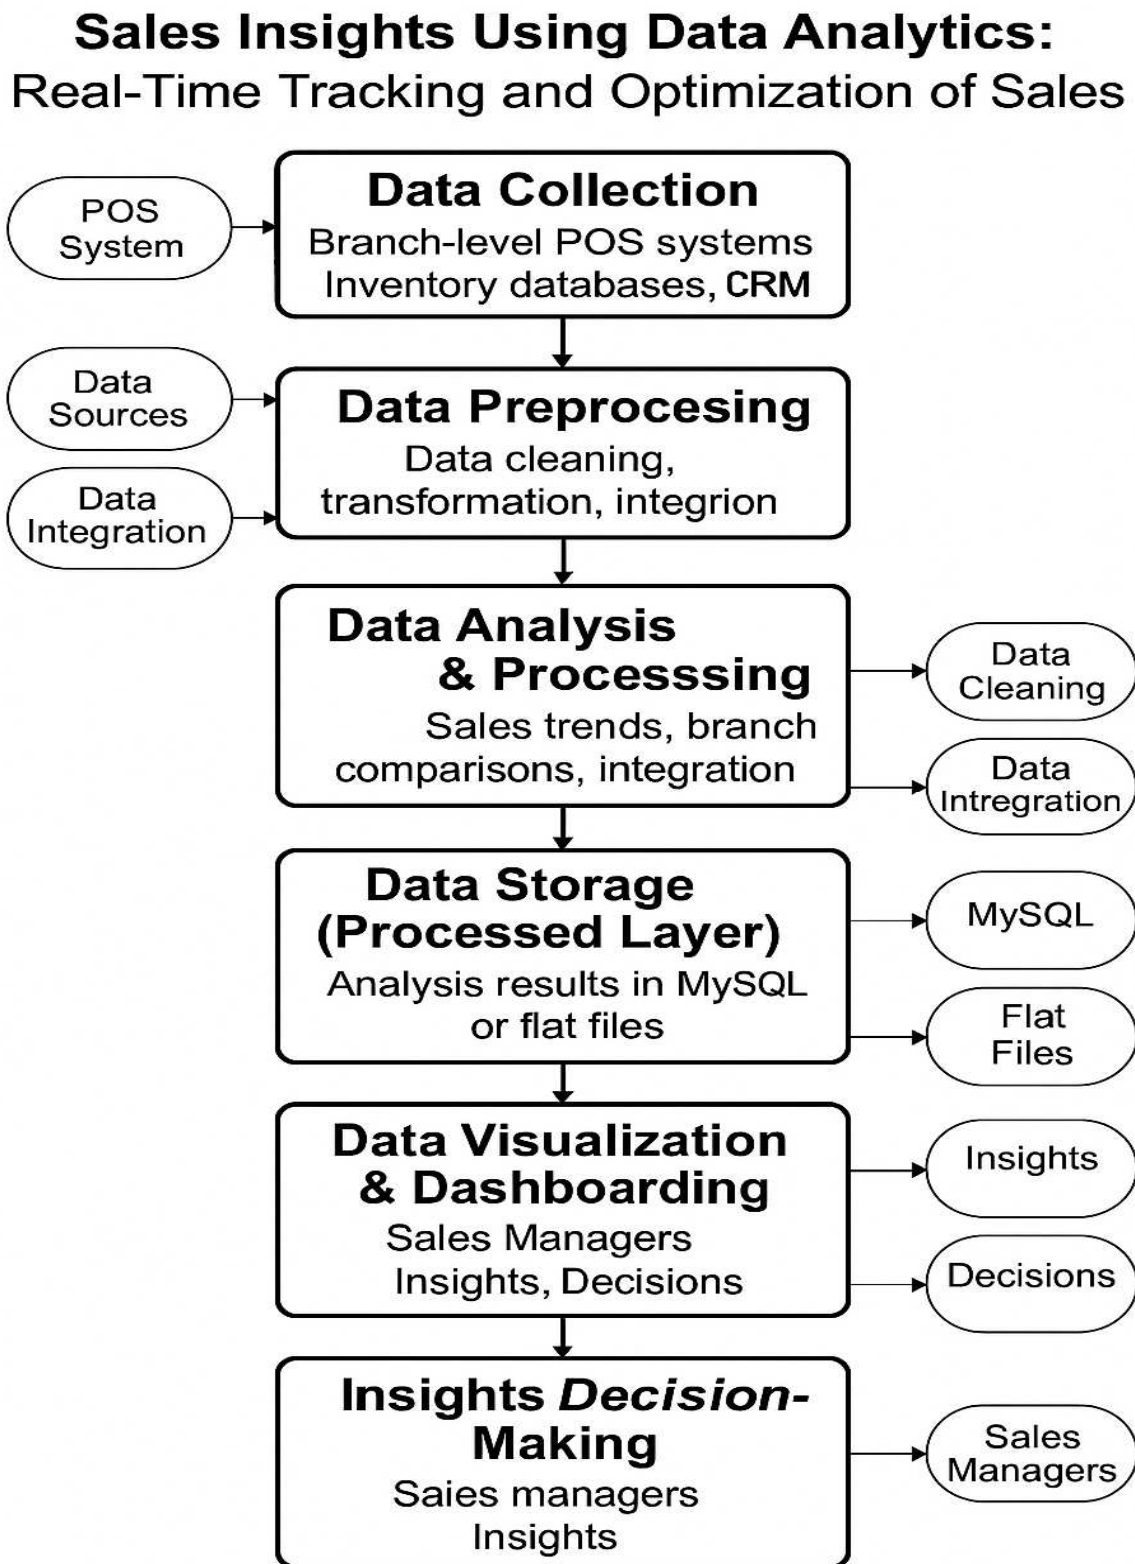 Sales Insights Using Data Analytics:
Real-Time Tracking and Optimization of Sales
POS
System
Data Collection
Branch-level POS systems
Inventory databases, CRM
Data
Sources
Data
Integration
Data Preprocesing
Data cleaning,
transformation, integrion
Data Analysis
& Processsing
Sales trends, branch
comparisons, integration
Data
Cleaning
Data
Intregration
Data Storage
(Processed Layer)
Analysis results in MySQL
or flat files
MySQL
Flat
Files
Data Visualization
& Dashboarding
Sales Managers
Insights, Decisions
Insights
Decisions
Insights Decision-
Making
Saies managers
Insights
Sales
Managers